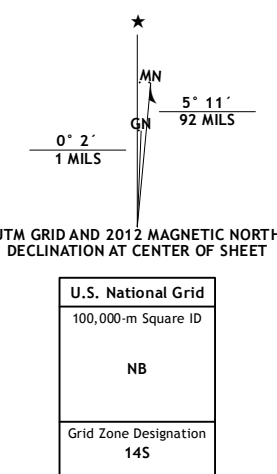 MN
GN
0° 2´
1 MILS
5° 11´
92 MILS
UTM GRID AND 2012 MAGNETIC NORTH
DECLINATION AT CENTER OF SHEET
U.S. National Grid
100,000-m Square ID
NB
Grid Zone Designation
14S